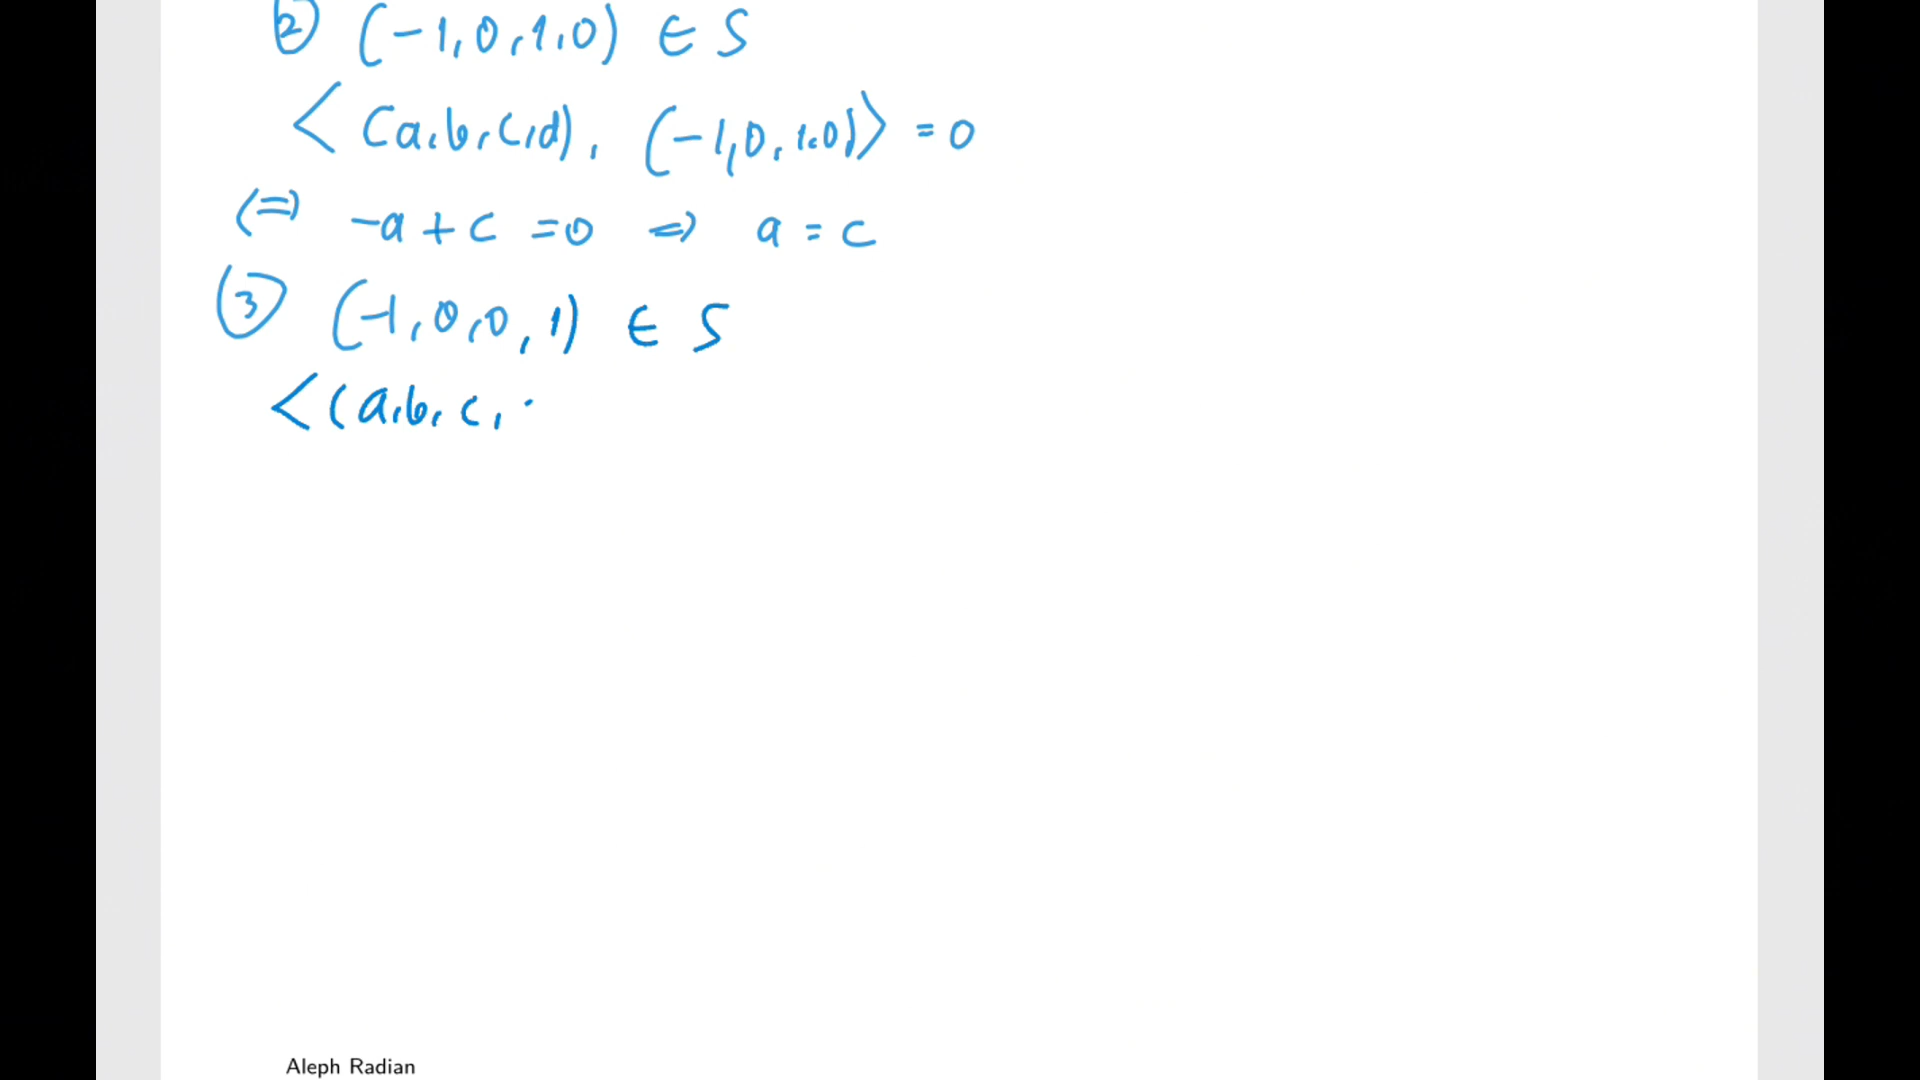 ② (-1,0,1,0) ∈ S
< (a,b,c,d), (-1,0,1,0)> = 0
(=) -a + c = 0 => a = c
③ (-1,0,0,1) ∈ S
<(a,b,c,
Aleph Radian